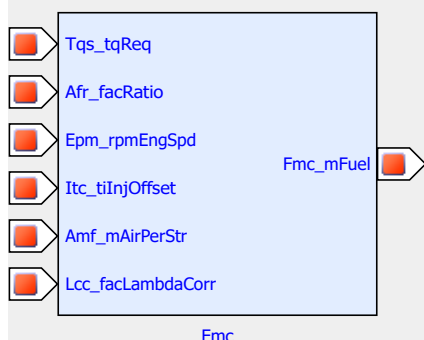 Tqs_tqReq
Afr_facRatio
Epm_rpmEngSpd
Fmc_mFuel
Itc_tiInjOffset
Amf_mAirPerStr
Lcc_facLambdaCorr
Fmc